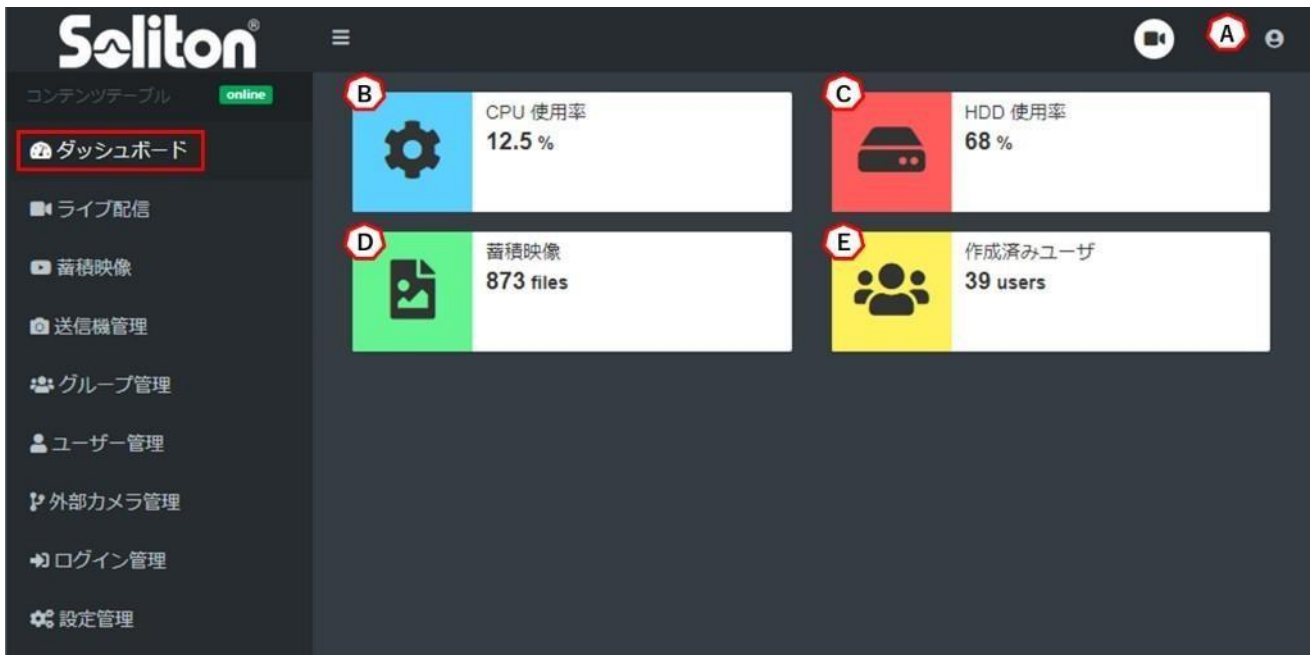 Soliton®
A
コンテンツテーブル online
ダッシュボード
ライブ配信
蓄積映像
送信機管理
グループ管理
ユーザー管理
外部カメラ管理
ログイン管理
設定管理
B
CPU 使用率
12.5 %
C
HDD 使用率
68 %
D
蓄積映像
873 files
E
作成済みユーザ
39 users